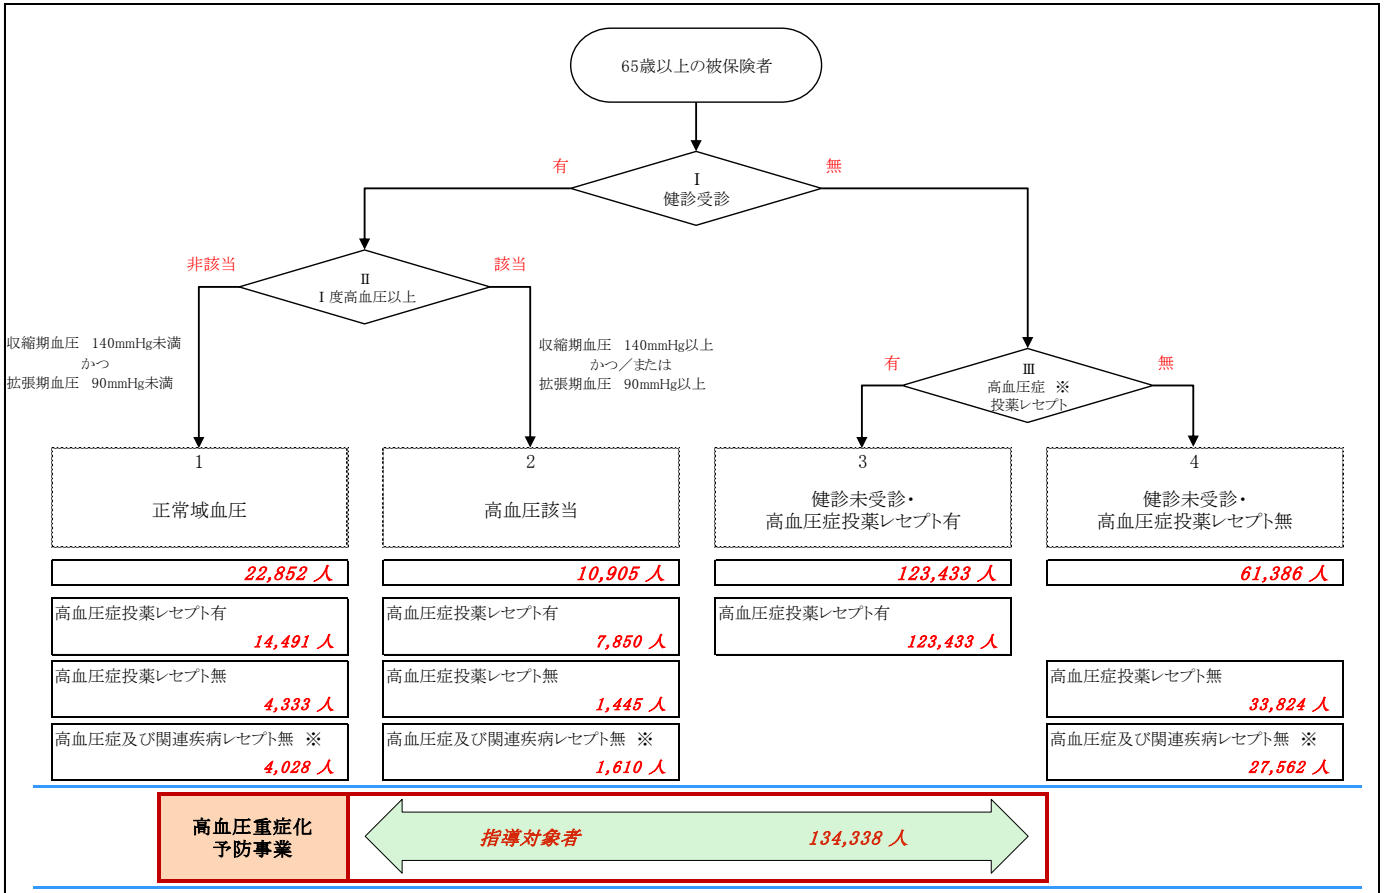 65歳以上の被保険者
有
無
Ⅰ
健診受診
非該当
該当
Ⅱ
Ⅰ度高血圧以上
収縮期血圧 140mmHg未満
かつ
拡張期血圧 90mmHg未満
収縮期血圧 140mmHg以上
かつ／または
拡張期血圧 90mmHg以上
有
無
Ⅲ
高血圧症 ※
投薬レセプト
1
正常域血圧
2
高血圧該当
3
健診未受診・
高血圧症投薬レセプト有
4
健診未受診・
高血圧症投薬レセプト無
22,852 人
10,905 人
123,433 人
61,386 人
高血圧症投薬レセプト有
14,491 人
高血圧症投薬レセプト有
7,850 人
高血圧症投薬レセプト有
123,433 人
高血圧症投薬レセプト無
4,333 人
高血圧症投薬レセプト無
1,445 人
高血圧症投薬レセプト無
33,824 人
高血圧症及び関連疾病レセプト無 ※
4,028 人
高血圧症及び関連疾病レセプト無 ※
1,610 人
高血圧症及び関連疾病レセプト無 ※
27,562 人
高血圧重症化
予防事業
指導対象者 134,338 人